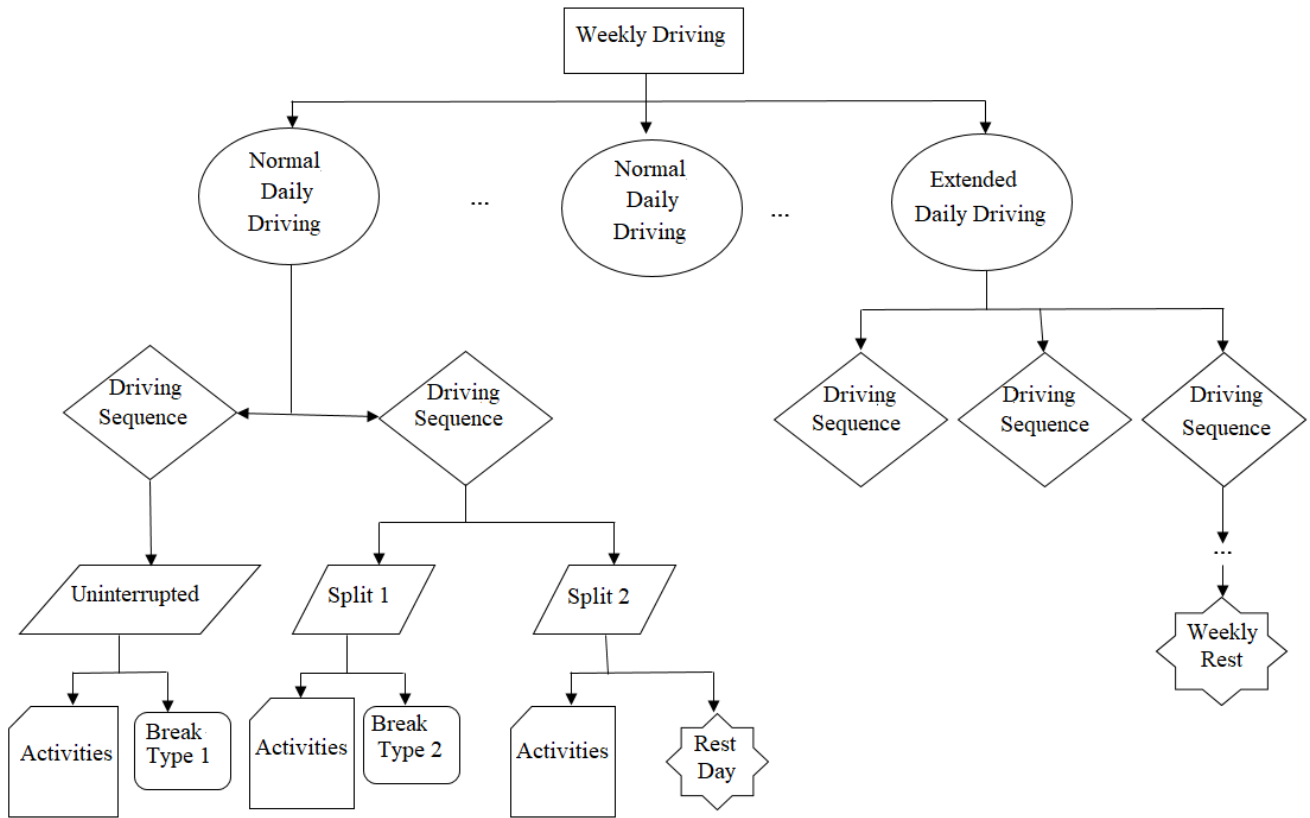 Weekly Driving
Normal
Daily
Driving
...
Normal
Daily
Driving
...
Extended
Daily Driving
Driving
Sequence
Driving
Sequence
Driving
Sequence
Driving
Sequence
Driving
Sequence
...
Uninterrupted
Split 1
Split 2
Weekly
Rest
Activities
Break
Type 1
Activities
Break
Type 2
Activities
Rest
Day